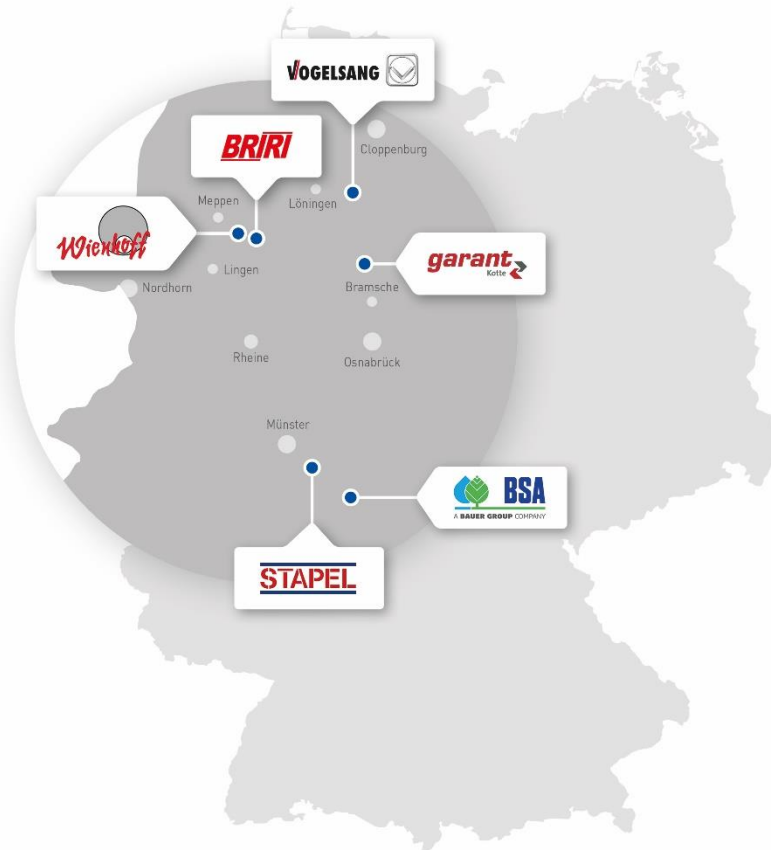 VOGELSANG
BRIRI
Cloppenburg
Meppen
Löningen
Wienhoff
garant
Kotte
Lingen
Nordhorn
Bramsche
Rheine
Osnabrück
Münster
BSA
A BAUER GROUP COMPANY
STAPEL